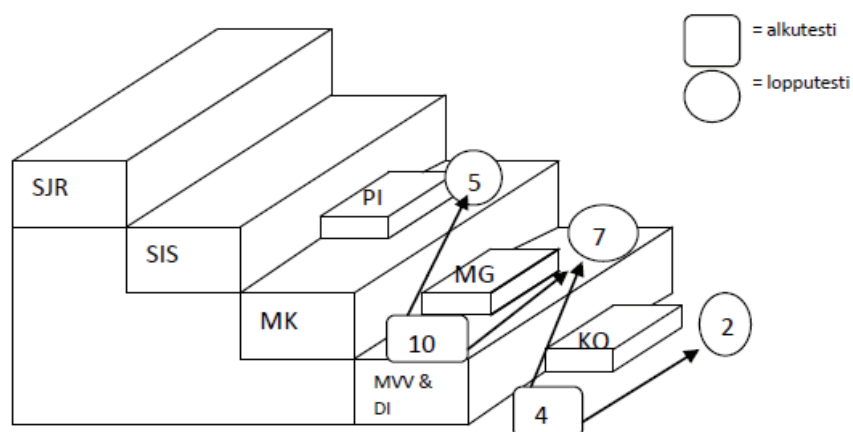 = alkutesti
= lopputesti
SJR
PI
5
SIS
7
MG
MK
10
KO
2
MVV &
DI
4